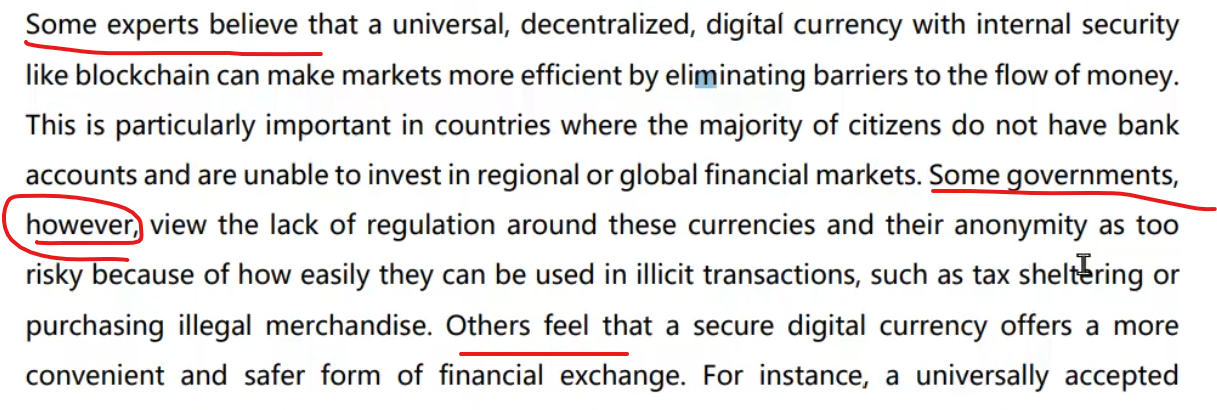 Some experts believe that a universal, decentralized, digital currency with internal security
like blockchain can make markets more efficient by eliminating barriers to the flow of money.
This is particularly important in countries where the majority of citizens do not have bank
accounts and are unable to invest in regional or global financial markets. Some governments,
however, view the lack of regulation around these currencies and their anonymity as too
risky because of how easily they can be used in illicit transactions, such as tax sheltering or
purchasing illegal merchandise. Others feel that a secure digital currency offers a more
convenient and safer form of financial exchange. For instance, a universally accepted